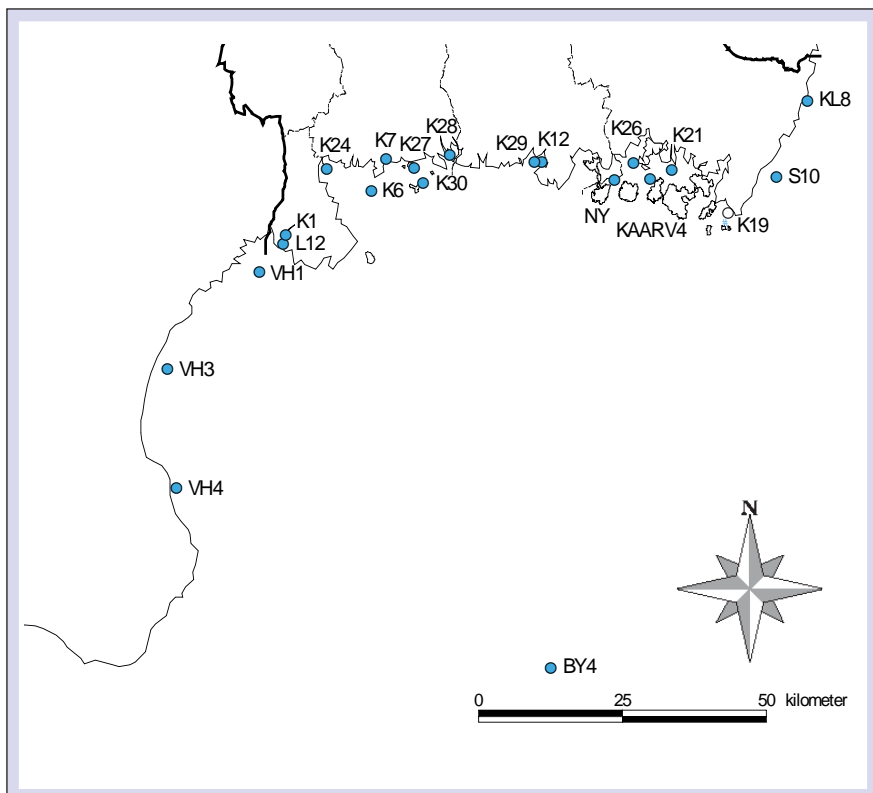 KL8
K28
K7
K24
K27
K29
K12
K26
K21
K6
K30
S10
NY
KAARV4
K19
K1
L12
VH1
VH3
VH4
N
BY4
0
25
50
kilometer